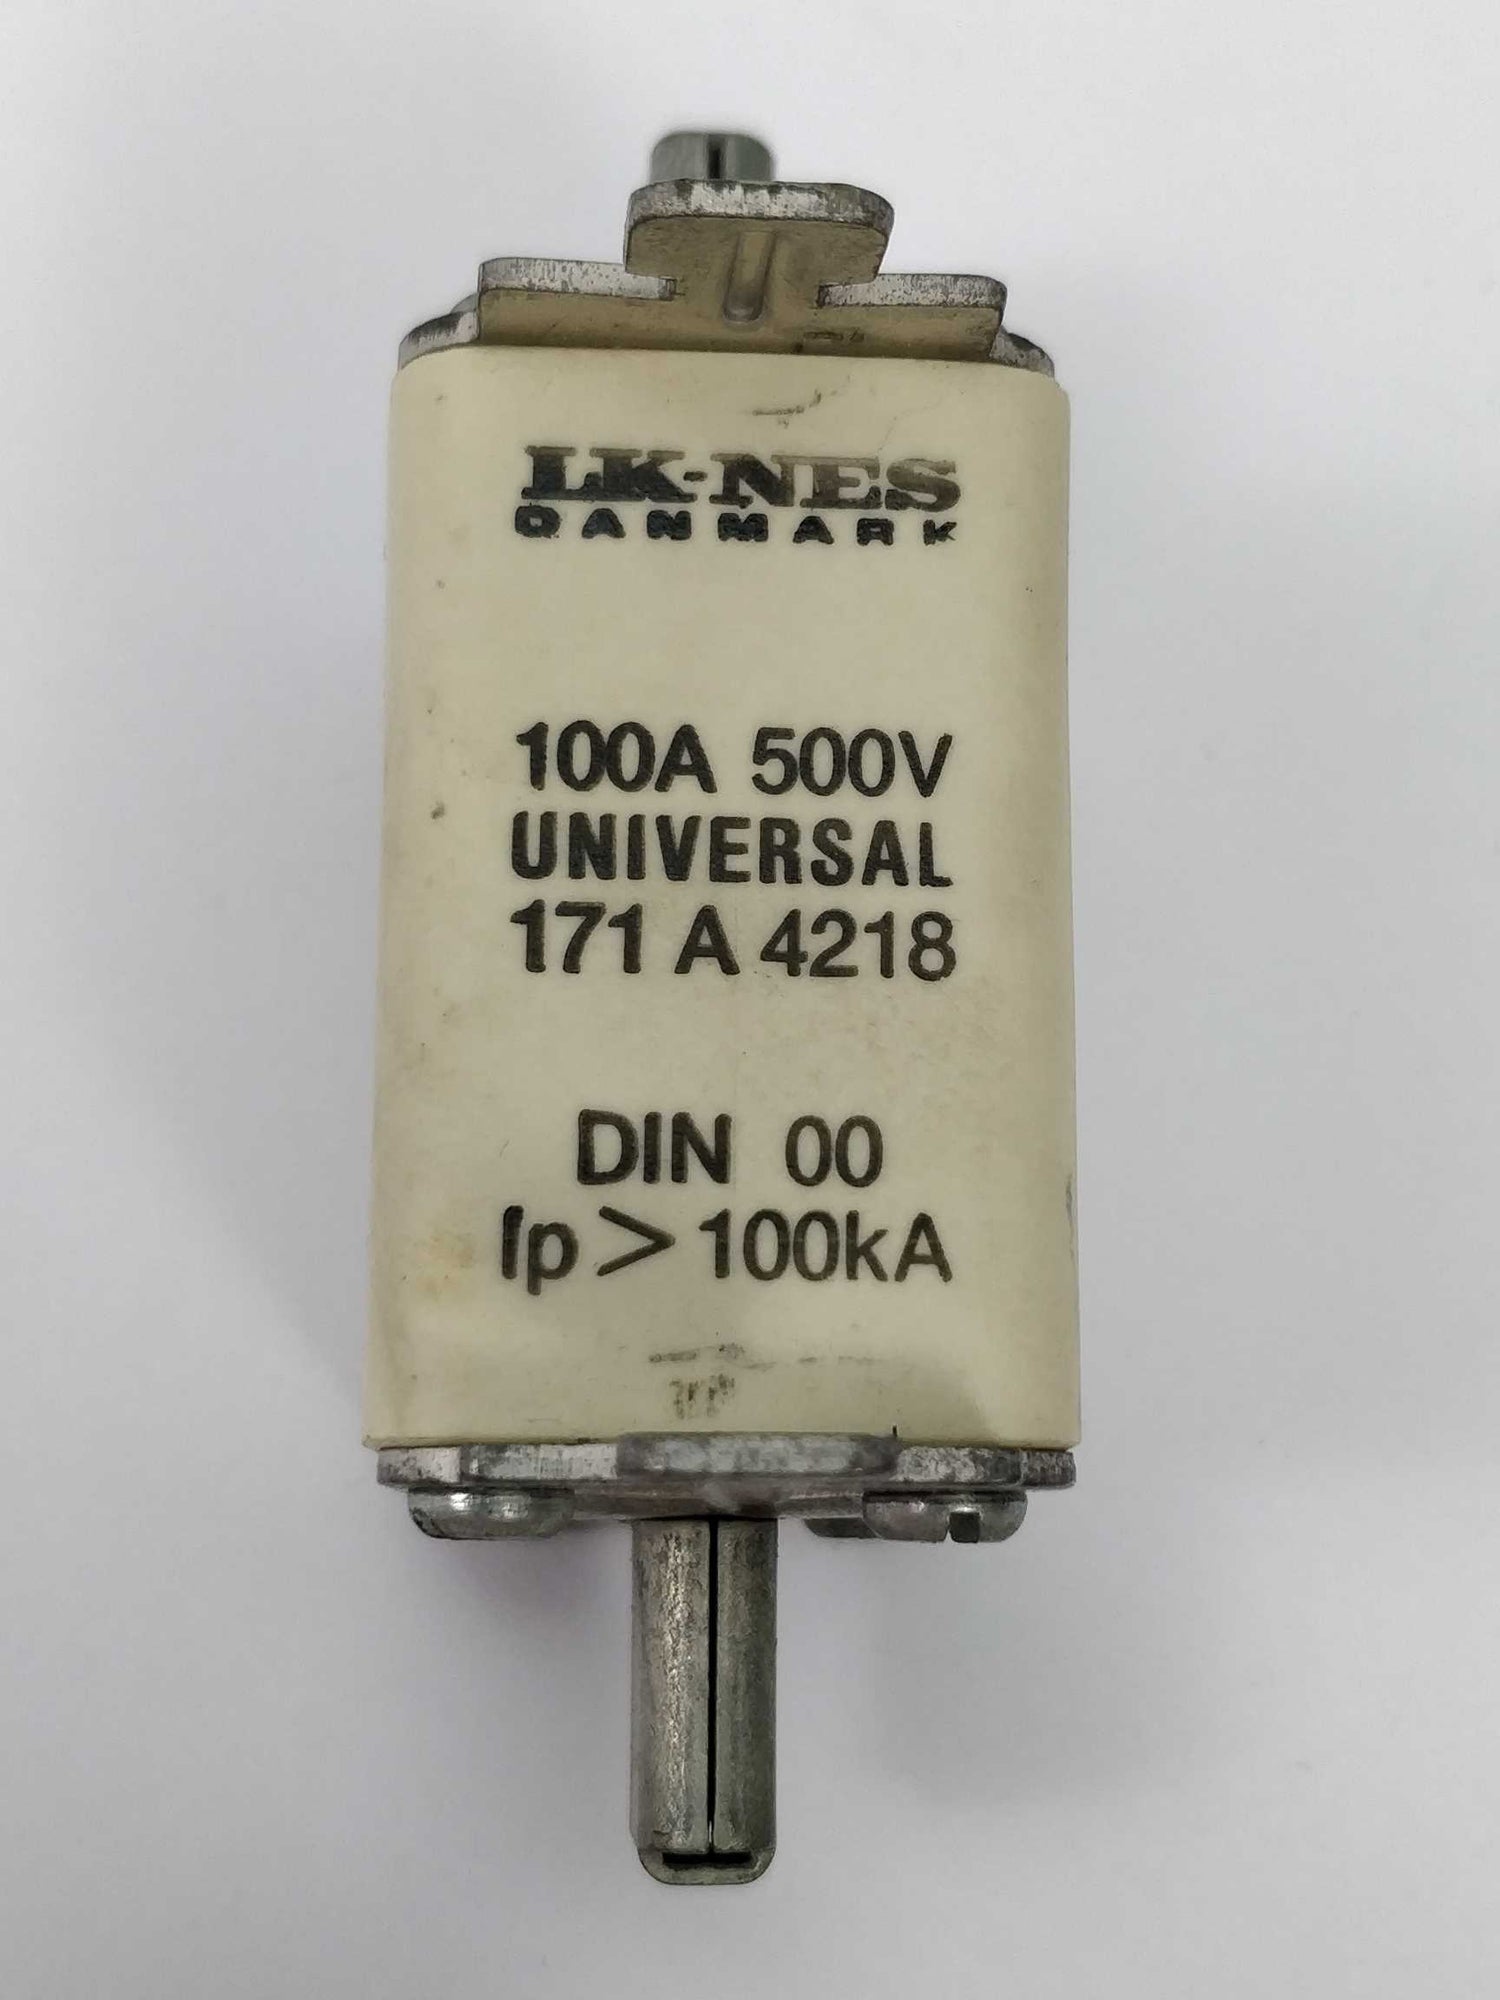 LK-NES
DANMARK
100A 500V
UNIVERSAL
171 A 4218
DIN 00
Ip > 100kA